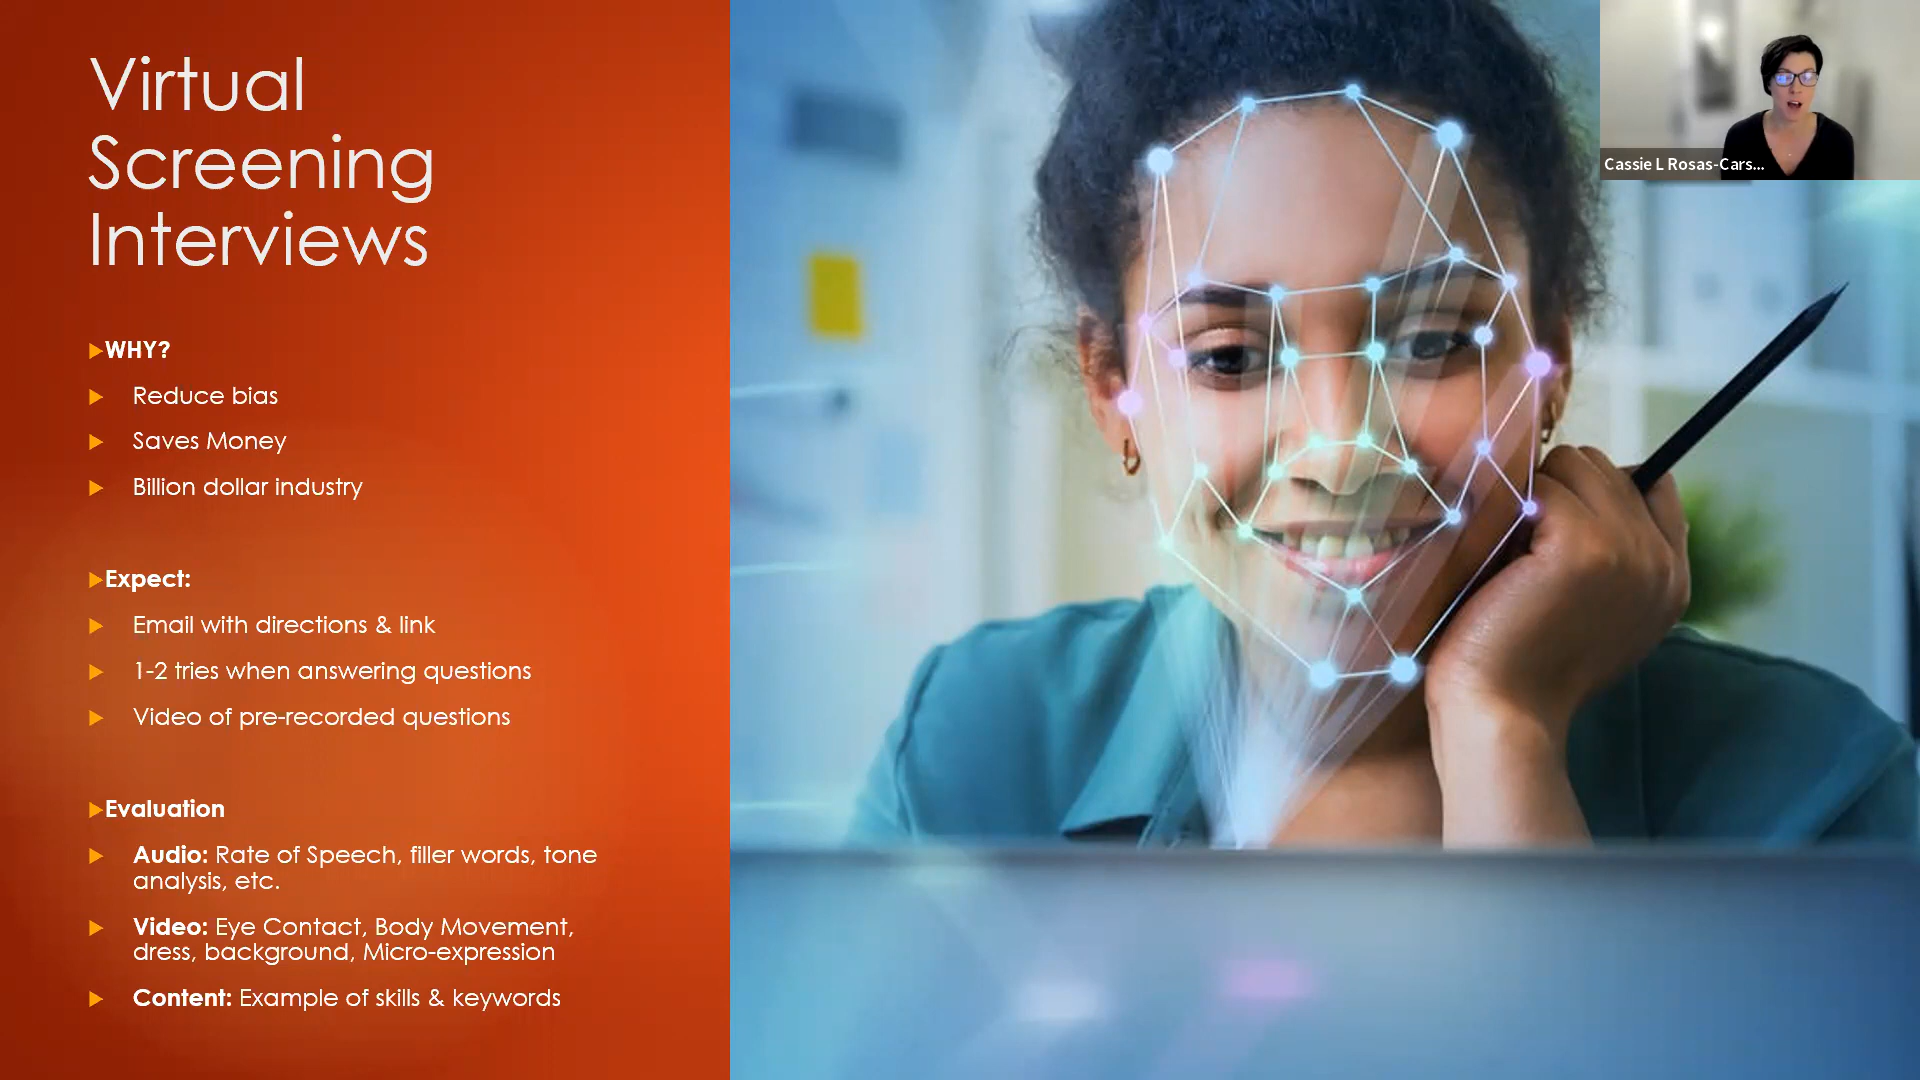 Virtual
Screening
Interviews
WHY?
Reduce bias
Saves Money
Billion dollar industry
Expect:
Email with directions & link
1-2 tries when answering questions
Video of pre-recorded questions
Evaluation
Audio: Rate of Speech, filler words, tone
analysis, etc.
Video: Eye Contact, Body Movement,
dress, background, Micro-expression
Content: Example of skills & keywords
Cassie L Rosas-Cars...